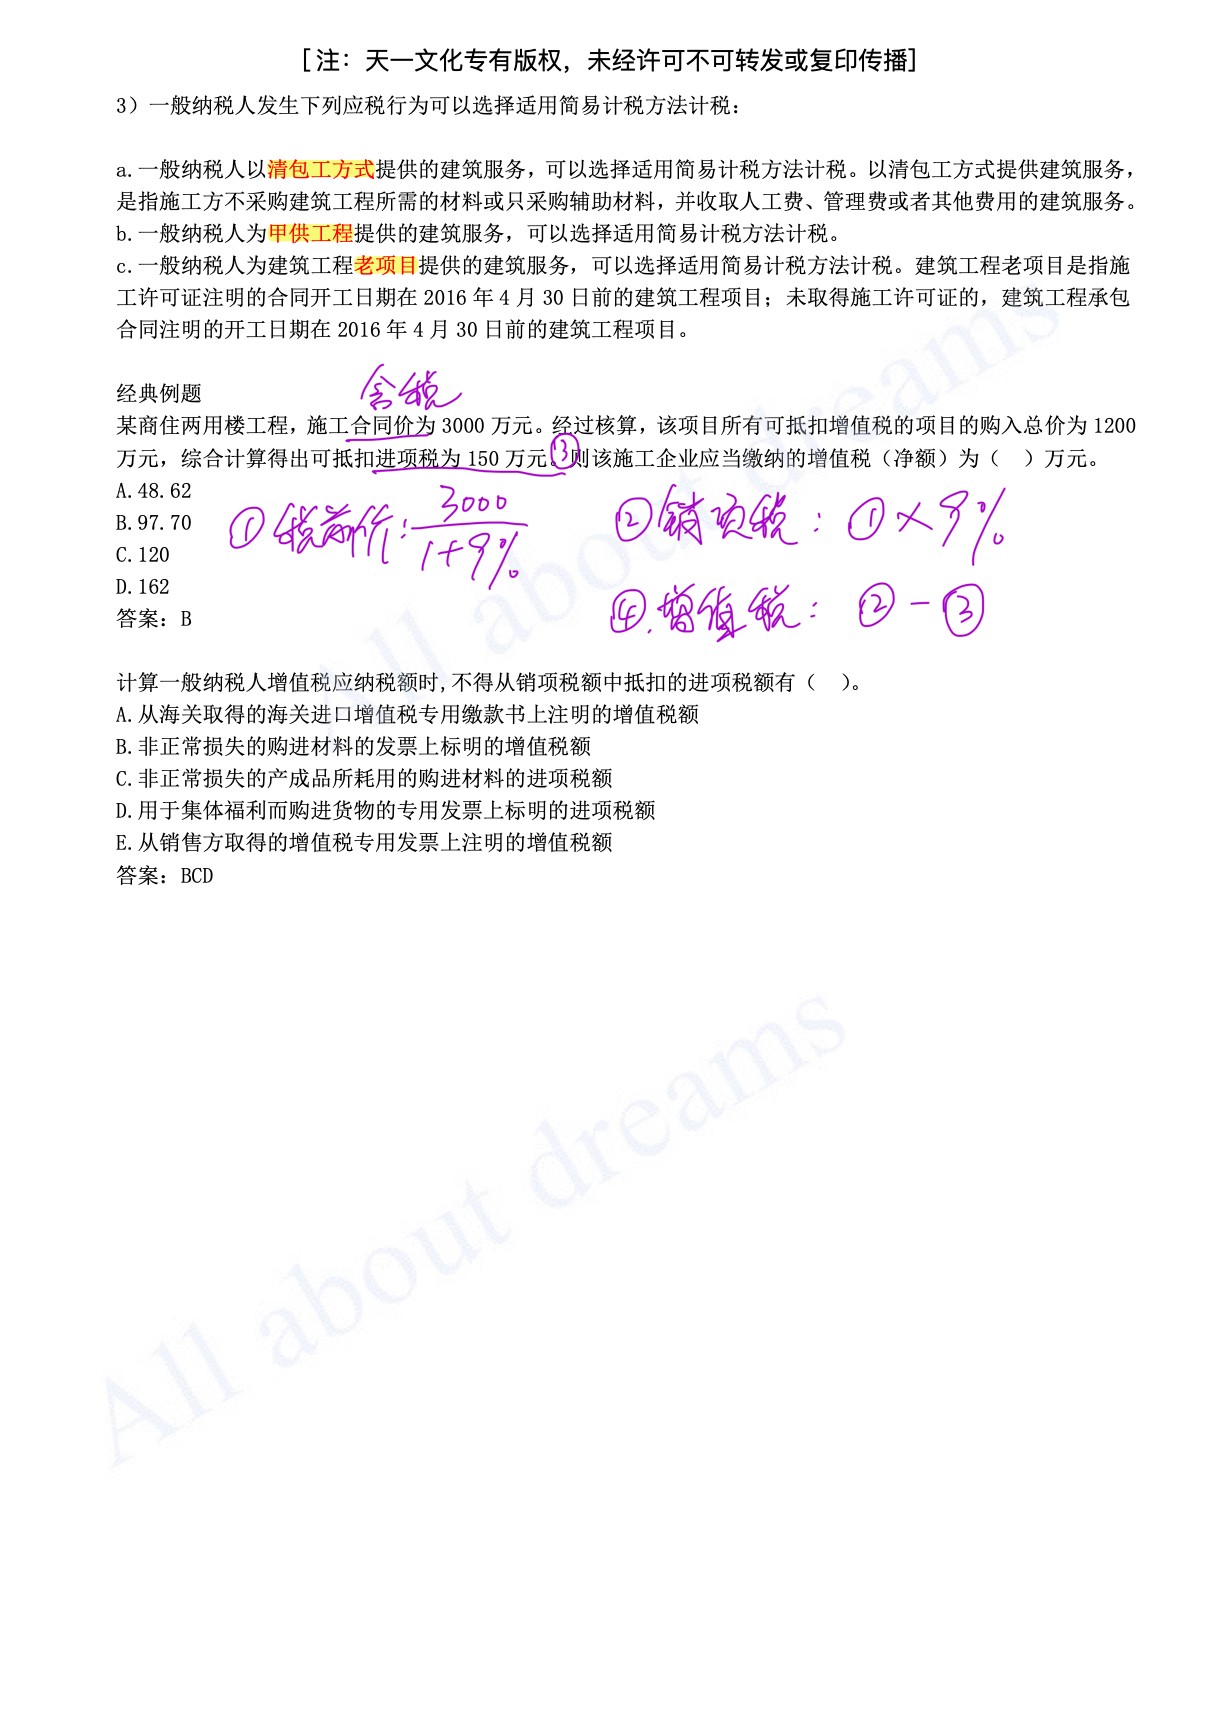 [注：天一文化专有版权，未经许可不可转发或复印传播]
3）一般纳税人发生下列应税行为可以选择适用简易计税方法计税：
a.一般纳税人以清包工方式提供的建筑服务，可以选择适用简易计税方法计税。以清包工方式提供建筑服务，
是指施工方不采购建筑工程所需的材料或只采购辅助材料，并收取人工费、管理费或者其他费用的建筑服务。
b.一般纳税人为甲供工程提供的建筑服务，可以选择适用简易计税方法计税。
c.一般纳税人为建筑工程老项目提供的建筑服务，可以选择适用简易计税方法计税。建筑工程老项目是指施
工许可证注明的合同开工日期在 2016 年 4 月 30 日前的建筑工程项目；未取得施工许可证的，建筑工程承包
合同注明的开工日期在 2016 年 4 月 30 日前的建筑工程项目。
经典例题
含税
某商住两用楼工程，施工合同价为 3000 万元。经过核算，该项目所有可抵扣增值税的项目的购入总价为 1200
万元，综合计算得出可抵扣进项税为 150 万元。③则该施工企业应当缴纳的增值税（净额）为（ ）万元。
A.48.62
B.97.70
C.120
D.162
答案：B
①税前价：3000/1+9%
②销项税：①×9%
④.增值税：②-③
计算一般纳税人增值税应纳税额时,不得从销项税额中抵扣的进项税额有（ ）。
A.从海关取得的海关进口增值税专用缴款书上注明的增值税额
B.非正常损失的购进材料的发票上标明的增值税额
C.非正常损失的产成品所耗用的购进材料的进项税额
D.用于集体福利而购进货物的专用发票上标明的进项税额
E.从销售方取得的增值税专用发票上注明的增值税额
答案：BCD
All about dreams
All about dreams